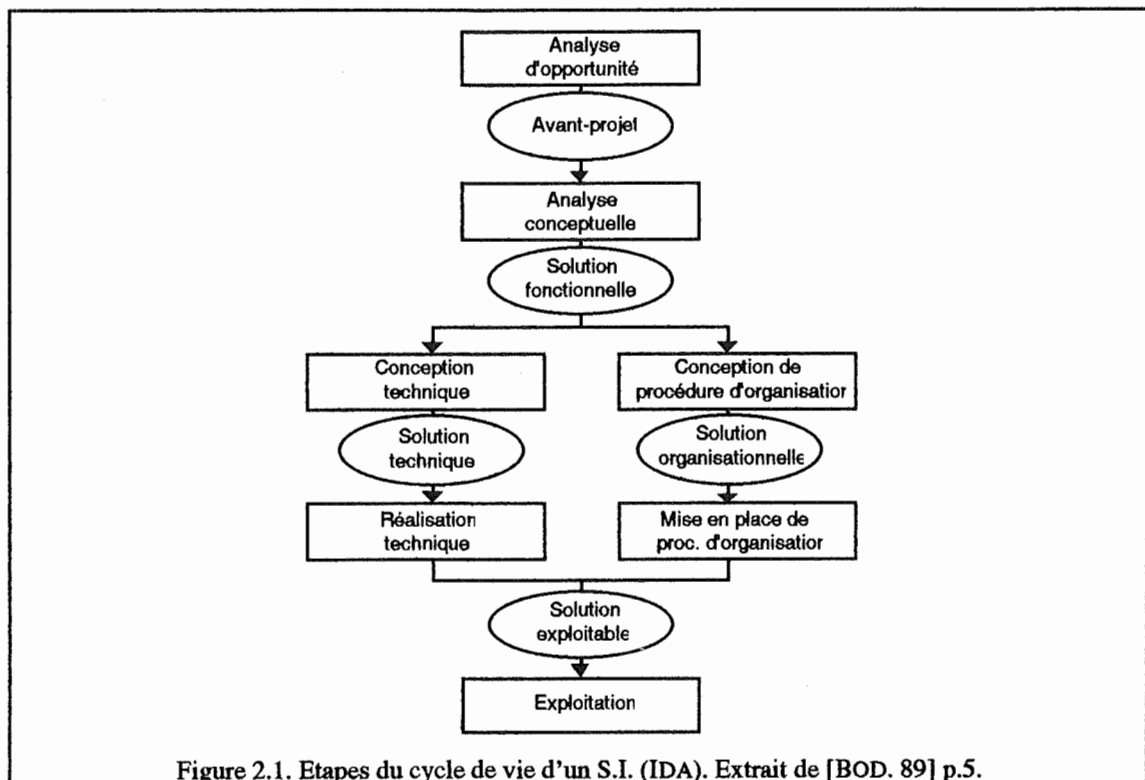 Analyse
d'opportunité
Avant-projet
Analyse
conceptuelle
Solution
fonctionnelle
Conception
technique
Conception de
procédure d'organisation
Solution
technique
Solution
organisationnelle
Réalisation
technique
Mise en place de
proc. d'organisation
Solution
exploitable
Exploitation
Figure 2.1. Etapes du cycle de vie d'un S.I. (IDA). Extrait de [BOD. 89] p.5.